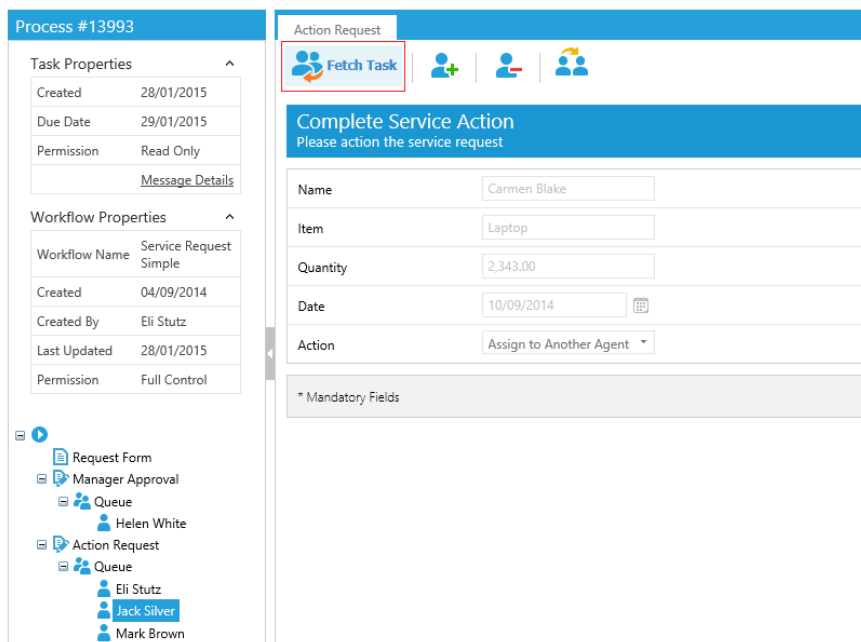 Process #13993
Task Properties
Created 28/01/2015
Due Date 29/01/2015
Permission Read Only
Message Details
Workflow Properties
Workflow Name Service Request
Simple
Created 04/09/2014
Created By Eli Stutz
Last Updated 28/01/2015
Permission Full Control
Request Form
Manager Approval
Queue
Helen White
Action Request
Queue
Eli Stutz
Jack Silver
Mark Brown
Action Request
Fetch Task
Complete Service Action
Please action the service request
Name Carmen Blake
Item Laptop
Quantity 2,343.00
Date 10/09/2014
Action Assign to Another Agent
* Mandatory Fields